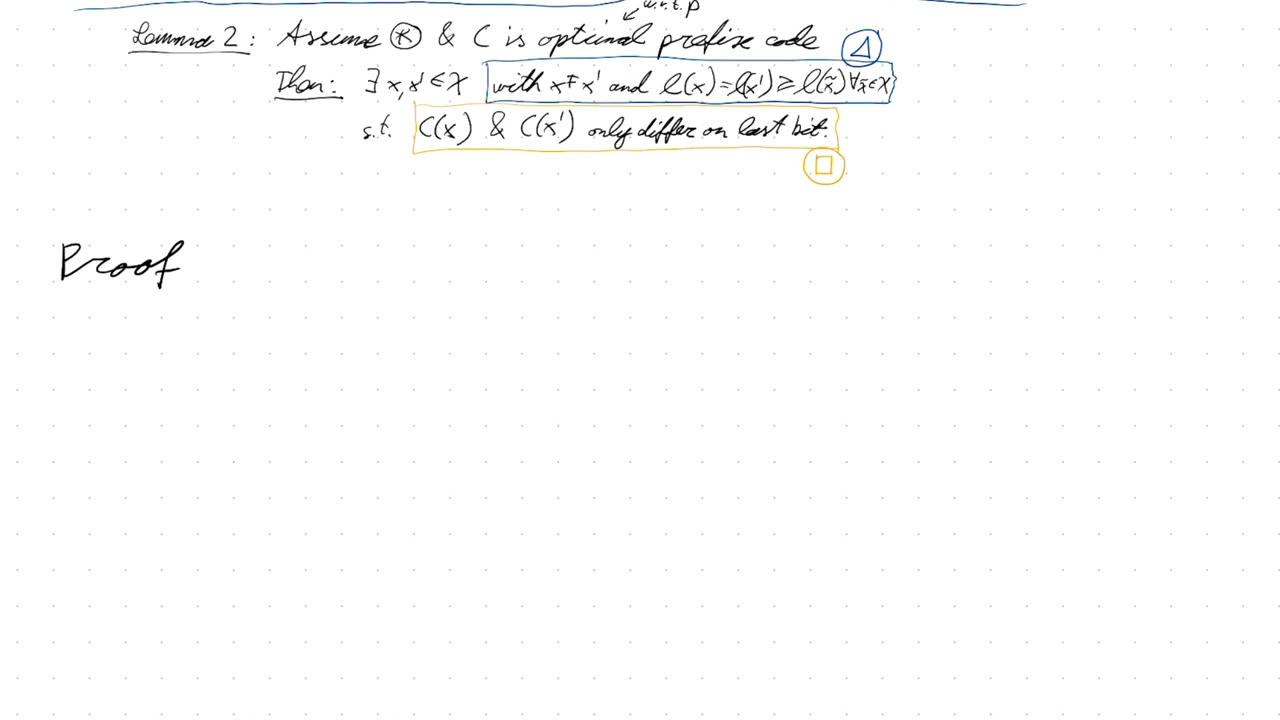 w.r.t. p
Lemma 2: Assume ⊛ & C is optimal prefix code △
Then: ∃ x, x' ∈ X with x ≠ x' and l(x) = l(x') ≥ l(x̃) ∀ x̃ ∈ X
s.t. C(x) & C(x') only differ on last bit.
□
Proof